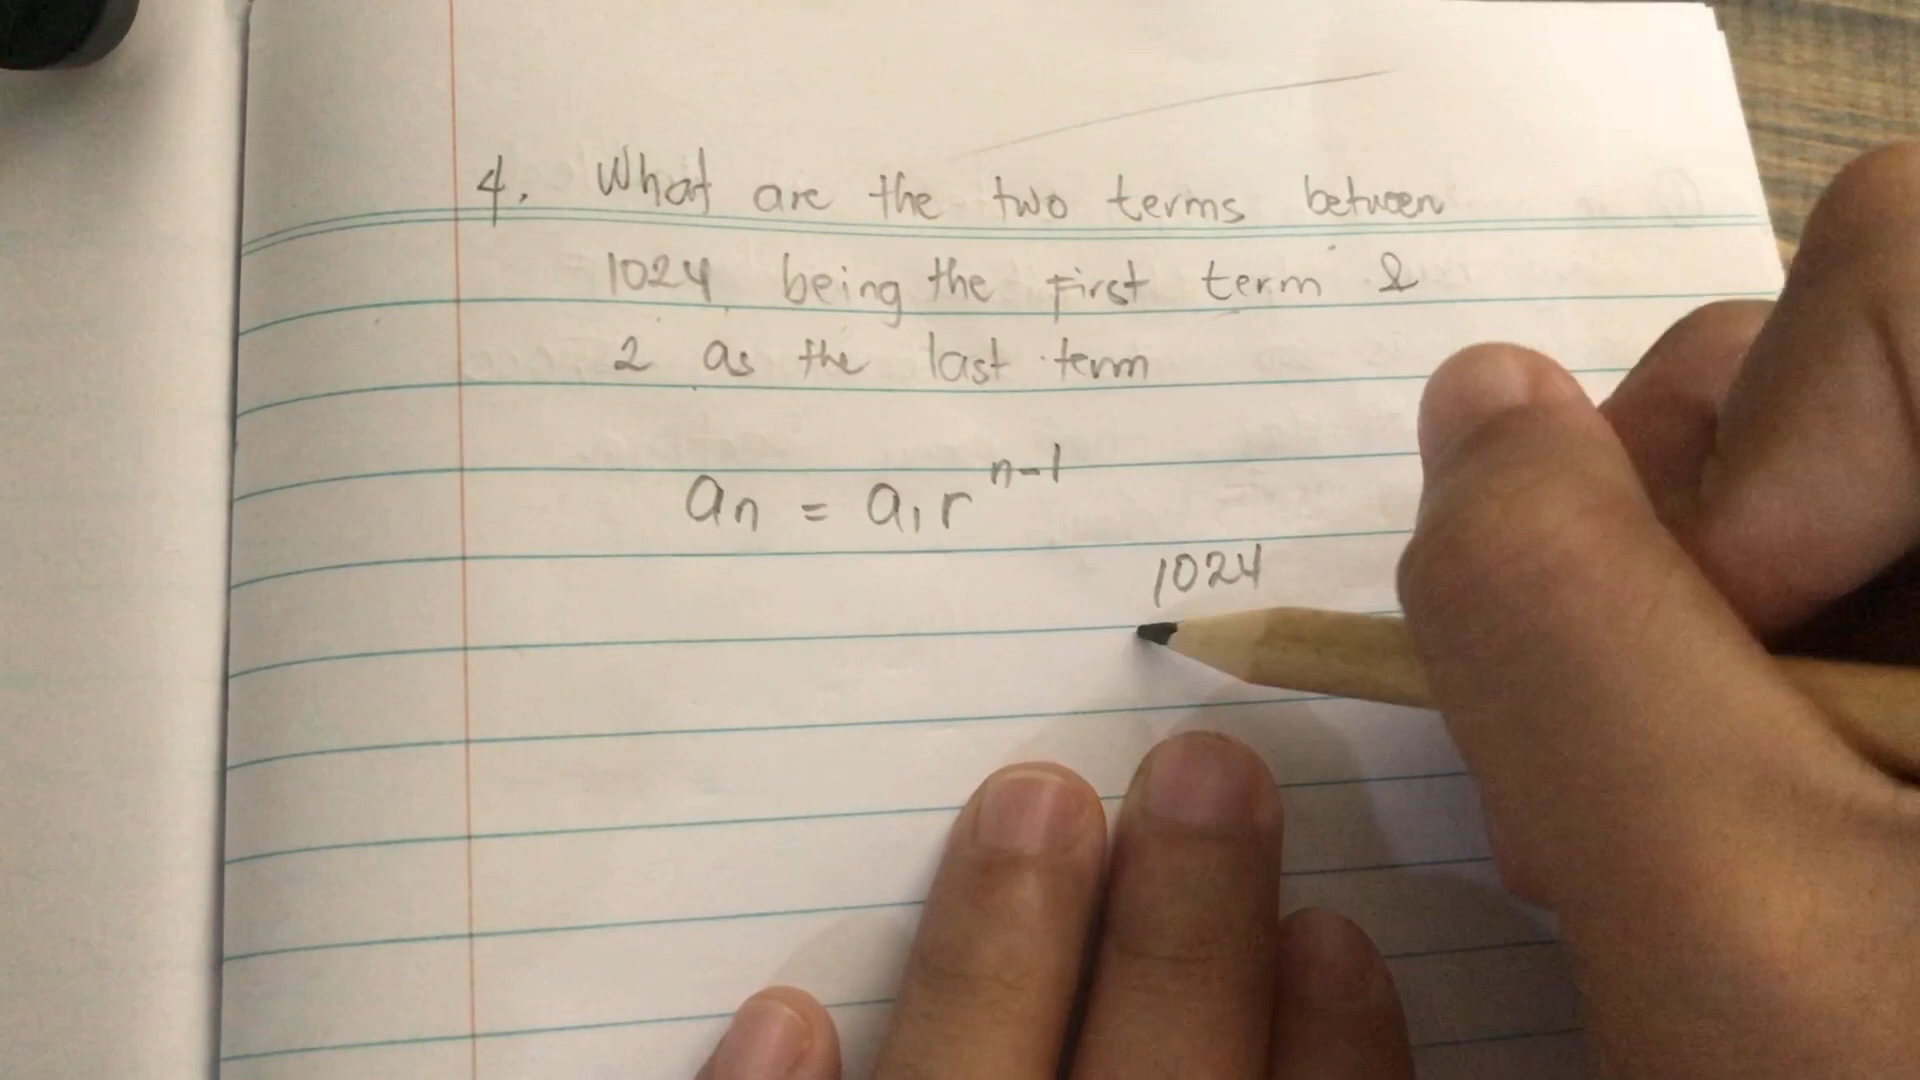 4. What are the two terms between
1024 being the first term &
2 as the last term
an = a1r^n-1
1024